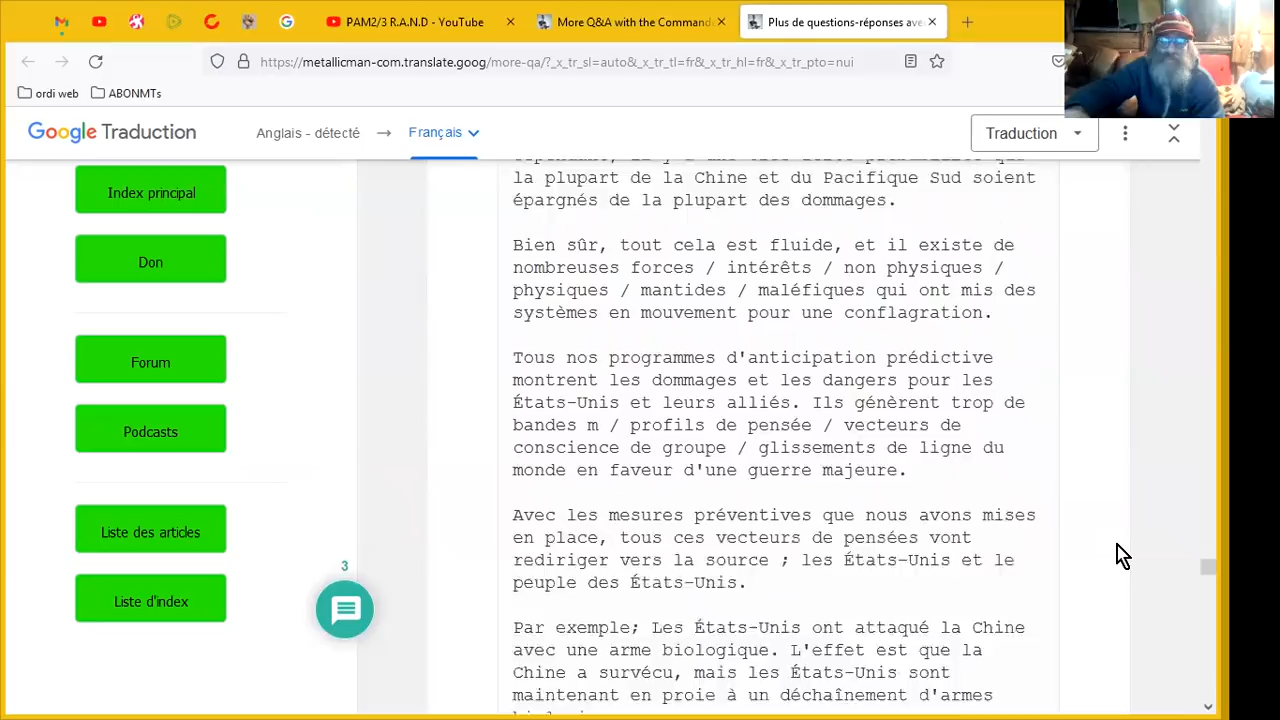 PAM2/3 R.A.N.D - YouTube
More Q&A with the Command
Plus de questions-réponses ave
https://metallicman-com.translate.goog/more-qa/?_x_tr_sl=auto&_x_tr_tl=fr&_x_tr_hl=fr&_x_tr_pto=nui
ordi web
ABONMTs
Google Traduction
Anglais - détecté
Français
Traduction
Index principal
Don
Forum
Podcasts
Liste des articles
Liste d'index
3
la plupart de la Chine et du Pacifique Sud soient
épargnés de la plupart des dommages.
Bien sûr, tout cela est fluide, et il existe de
nombreuses forces / intérêts / non physiques /
physiques / mantides / maléfiques qui ont mis des
systèmes en mouvement pour une conflagration.
Tous nos programmes d'anticipation prédictive
montrent les dommages et les dangers pour les
États-Unis et leurs alliés. Ils génèrent trop de
bandes m / profils de pensée / vecteurs de
conscience de groupe / glissements de ligne du
monde en faveur d'une guerre majeure.
Avec les mesures préventives que nous avons mises
en place, tous ces vecteurs de pensées vont
rediriger vers la source ; les États-Unis et le
peuple des États-Unis.
Par exemple; Les États-Unis ont attaqué la Chine
avec une arme biologique. L'effet est que la
Chine a survécu, mais les États-Unis sont
maintenant en proie à un déchaînement d'armes